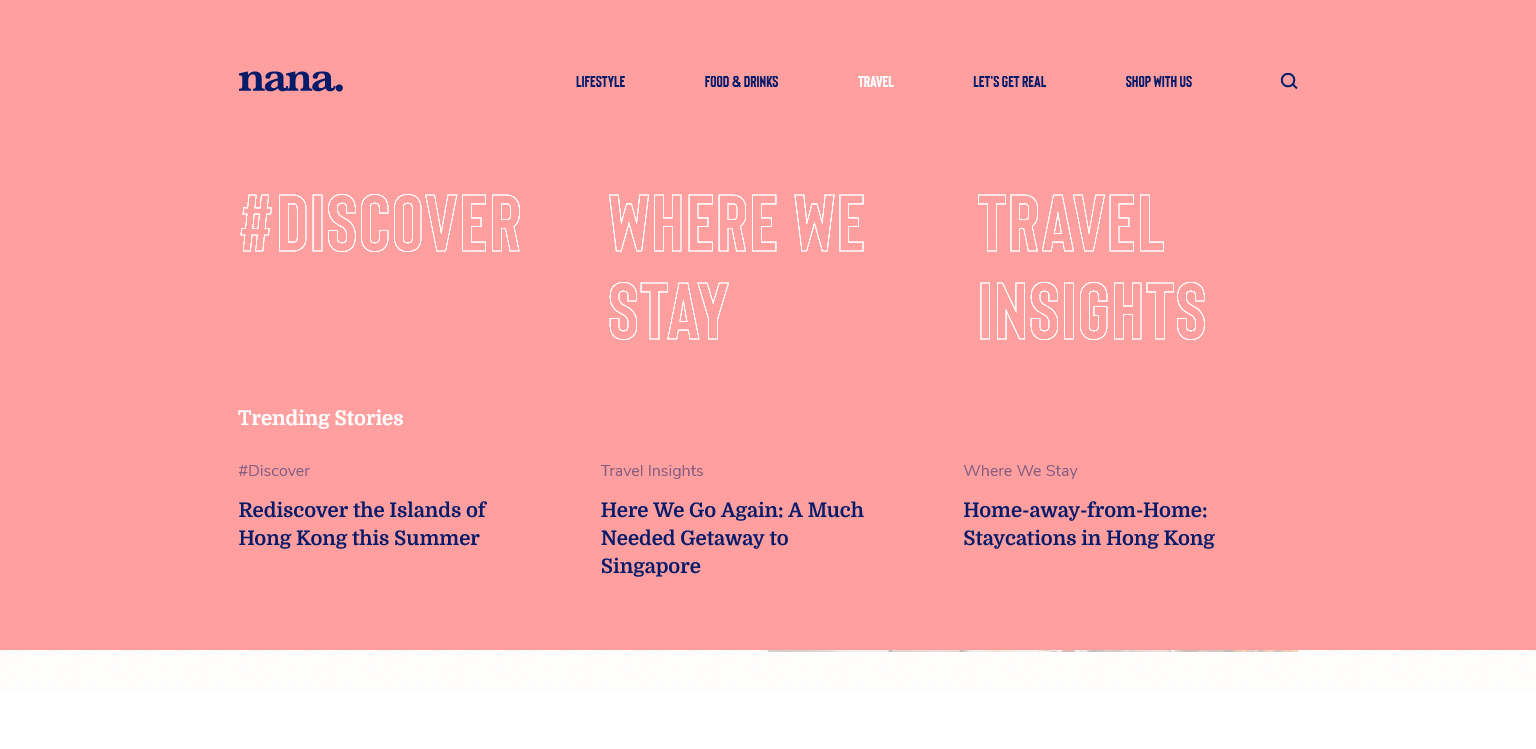 nana.
LIFESTYLE
FOOD & DRINKS
TRAVEL
LET'S GET REAL
SHOP WITH US
#DISCOVER
WHERE WE
STAY
TRAVEL
INSIGHTS
Trending Stories
#Discover
Rediscover the Islands of
Hong Kong this Summer
Travel Insights
Here We Go Again: A Much
Needed Getaway to
Singapore
Where We Stay
Home-away-from-Home:
Staycations in Hong Kong